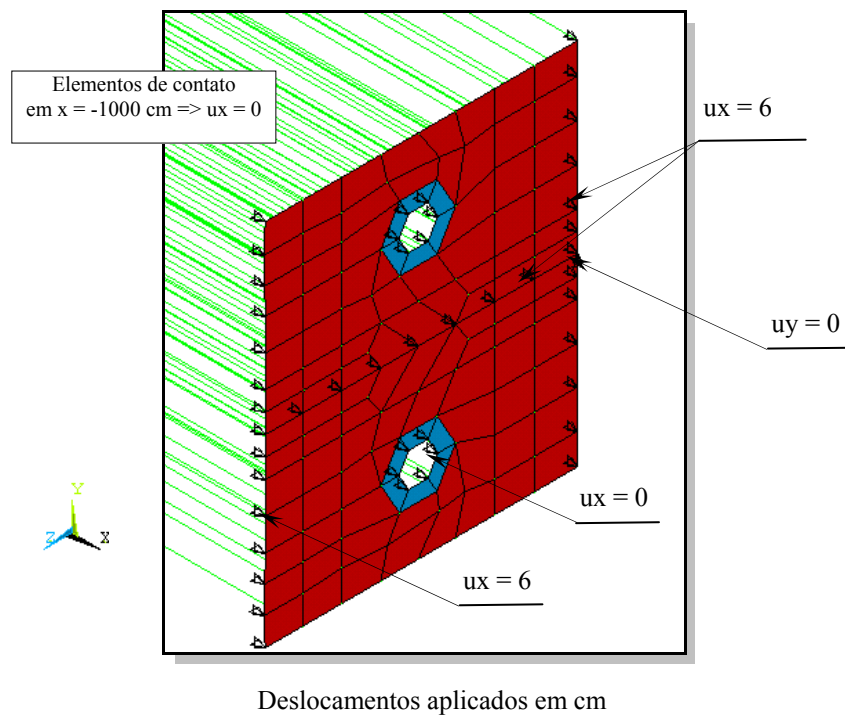 Elementos de contato
em x = -1000 cm => ux = 0
ux = 6
uy = 0
ux = 0
ux = 6
Y
Z
X
Deslocamentos aplicados em cm